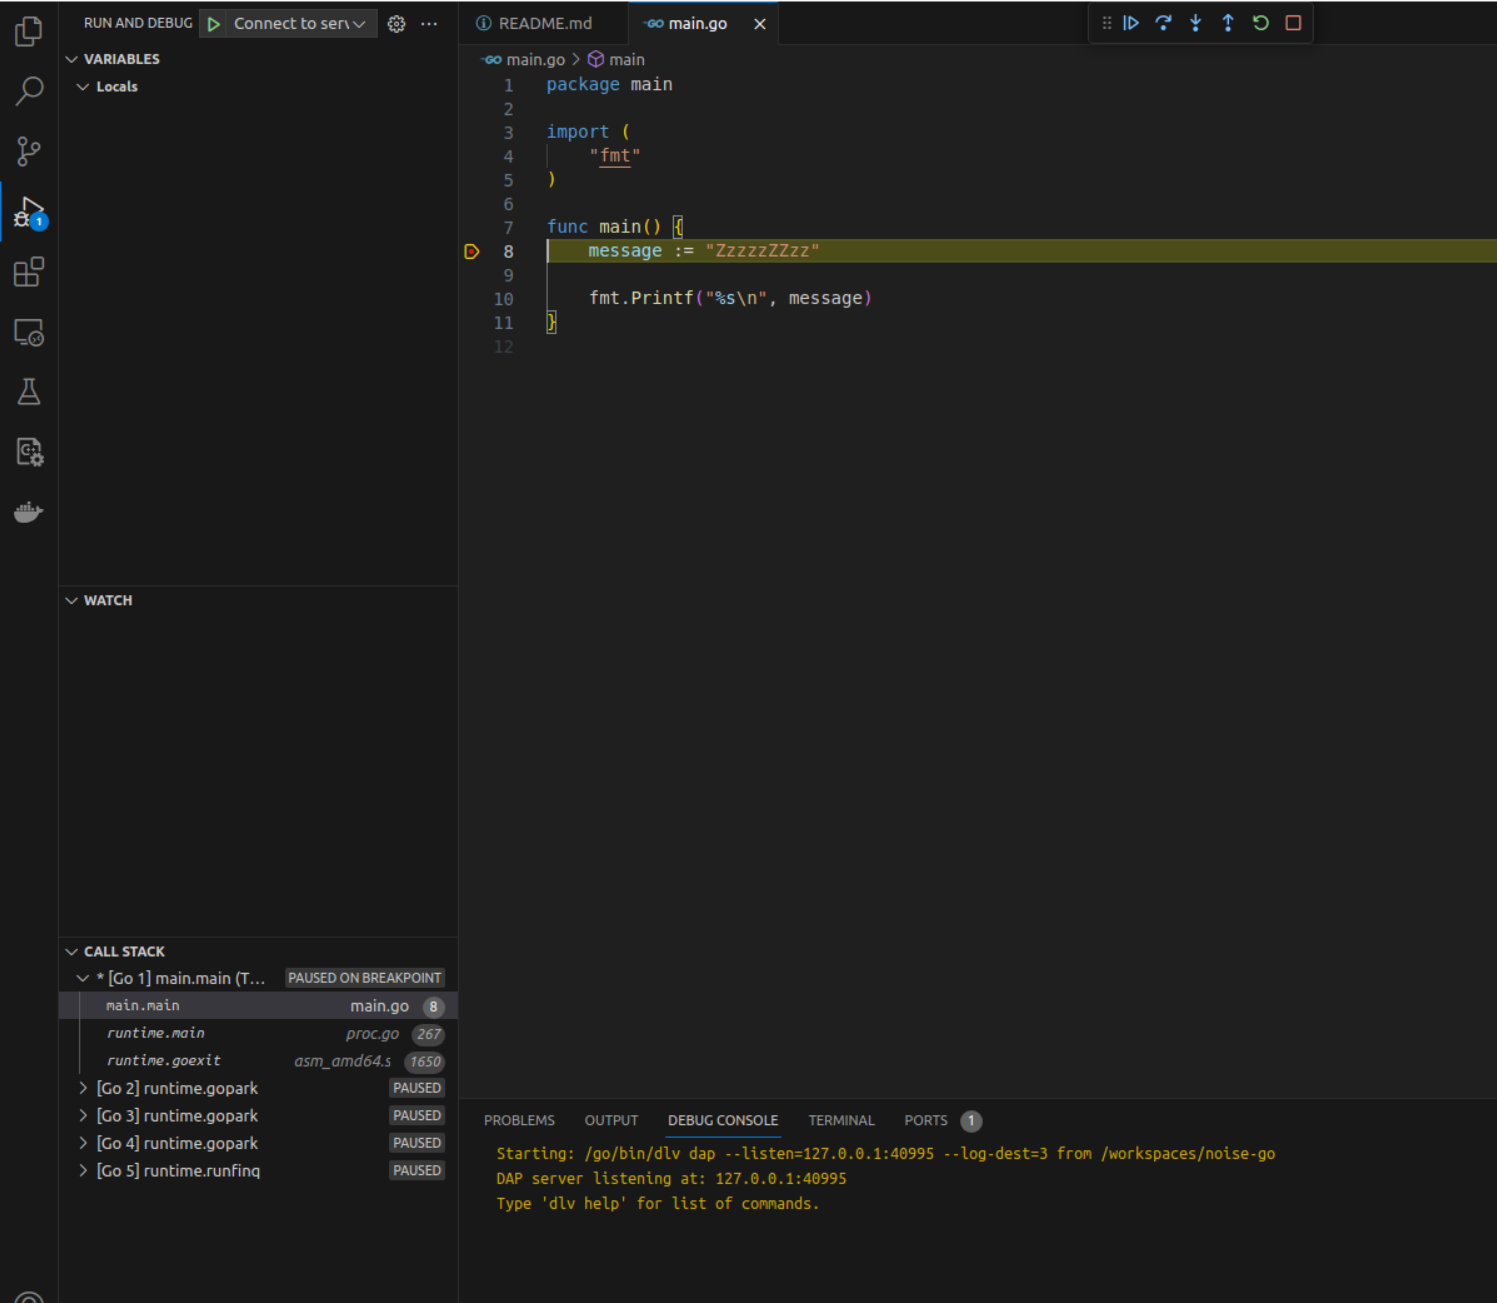 RUN AND DEBUG Connect to serv
VARIABLES
Locals
WATCH
CALL STACK
* [Go 1] main.main (T... PAUSED ON BREAKPOINT
main.main main.go 8
runtime.main proc.go 267
runtime.goexit asm_amd64.s 1650
[Go 2] runtime.gopark PAUSED
[Go 3] runtime.gopark PAUSED
[Go 4] runtime.gopark PAUSED
[Go 5] runtime.runfinq PAUSED
1
README.md GO main.go
GO main.go > main
1 package main
2
3 import (
4 "fmt"
5 )
6
7 func main() {
8 message := "ZzzzzZZzz"
9
10 fmt.Printf("%s\n", message)
11 }
12
PROBLEMS OUTPUT DEBUG CONSOLE TERMINAL PORTS 1
Starting: /go/bin/dlv dap --listen=127.0.0.1:40995 --log-dest=3 from /workspaces/noise-go
DAP server listening at: 127.0.0.1:40995
Type 'dlv help' for list of commands.